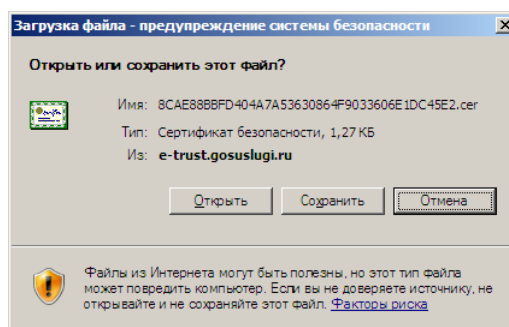 Загрузка файла - предупреждение системы безопасности
Открыть или сохранить этот файл?
Имя: 8CAE88BBFD404A7A53630864F9033606E1DC45E2.cer
Тип: Сертификат безопасности, 1,27 КБ
Из: e-trust.gosuslugi.ru
Открыть Сохранить Отмена
Файлы из Интернета могут быть полезны, но этот тип файла
может повредить компьютер. Если вы не доверяете источнику, не
открывайте и не сохраняйте этот файл. Факторы риска